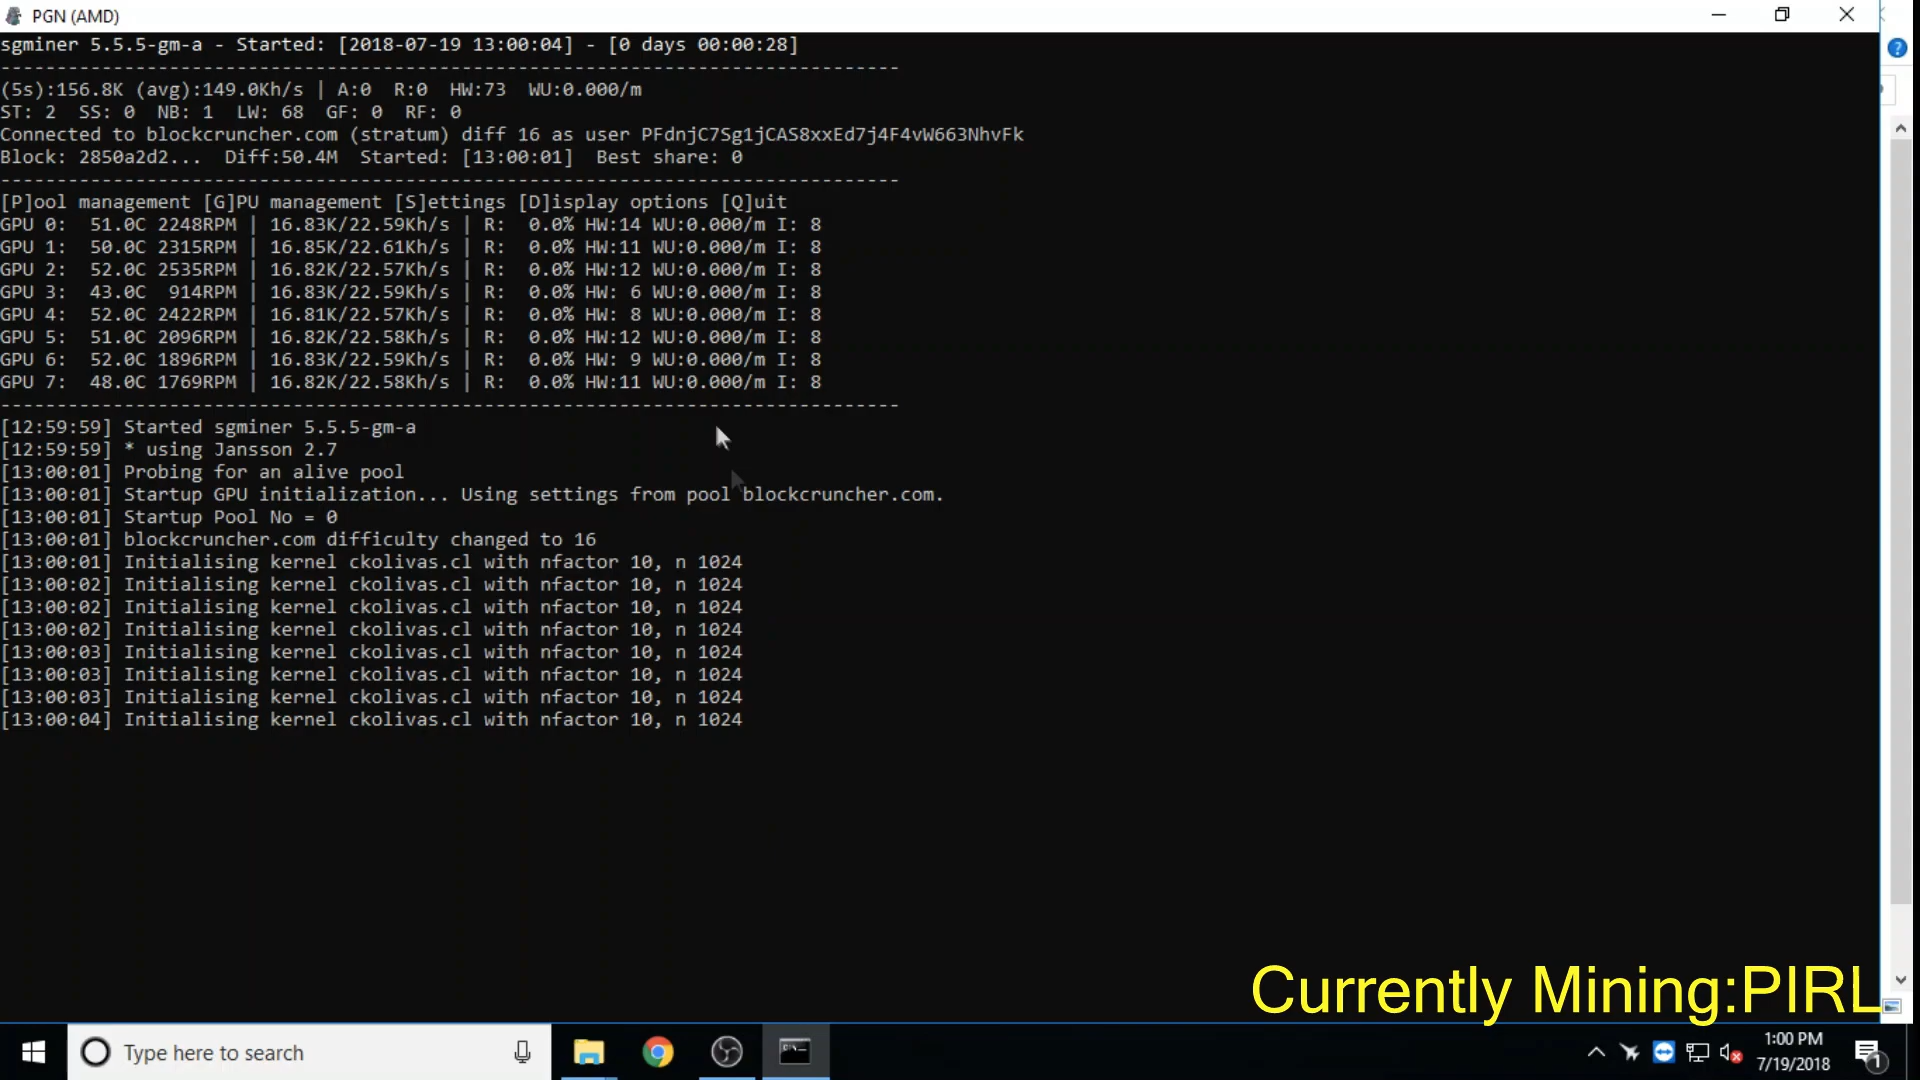 PGN (AMD)
sgminer 5.5.5-gm-a - Started: [2018-07-19 13:00:04] - [0 days 00:00:28]
--------------------------------------------------------------------------------
(5s):156.8K (avg):149.0Kh/s | A:0  R:0  HW:73  WU:0.000/m
ST: 2  SS: 0  NB: 1  LW: 68  GF: 0  RF: 0
Connected to blockcruncher.com (stratum) diff 16 as user PFdnjC7Sg1jCAS8xxEd7j4F4vW663NhvFk
Block: 2850a2d2...  Diff:50.4M  Started: [13:00:01]  Best share: 0
--------------------------------------------------------------------------------
[P]ool management [G]PU management [S]ettings [D]isplay options [Q]uit
GPU 0:  51.0C 2248RPM | 16.83K/22.59Kh/s | R:  0.0% HW:14 WU:0.000/m I: 8
GPU 1:  50.0C 2315RPM | 16.85K/22.61Kh/s | R:  0.0% HW:11 WU:0.000/m I: 8
GPU 2:  52.0C 2535RPM | 16.82K/22.57Kh/s | R:  0.0% HW:12 WU:0.000/m I: 8
GPU 3:  43.0C  914RPM | 16.83K/22.59Kh/s | R:  0.0% HW: 6 WU:0.000/m I: 8
GPU 4:  52.0C 2422RPM | 16.81K/22.57Kh/s | R:  0.0% HW: 8 WU:0.000/m I: 8
GPU 5:  51.0C 2096RPM | 16.82K/22.58Kh/s | R:  0.0% HW:12 WU:0.000/m I: 8
GPU 6:  52.0C 1896RPM | 16.83K/22.59Kh/s | R:  0.0% HW: 9 WU:0.000/m I: 8
GPU 7:  48.0C 1769RPM | 16.82K/22.58Kh/s | R:  0.0% HW:11 WU:0.000/m I: 8
--------------------------------------------------------------------------------
[12:59:59] Started sgminer 5.5.5-gm-a
[12:59:59] * using Jansson 2.7
[13:00:01] Probing for an alive pool
[13:00:01] Startup GPU initialization... Using settings from pool blockcruncher.com.
[13:00:01] Startup Pool No = 0
[13:00:01] blockcruncher.com difficulty changed to 16
[13:00:01] Initialising kernel ckolivas.cl with nfactor 10, n 1024
[13:00:02] Initialising kernel ckolivas.cl with nfactor 10, n 1024
[13:00:02] Initialising kernel ckolivas.cl with nfactor 10, n 1024
[13:00:02] Initialising kernel ckolivas.cl with nfactor 10, n 1024
[13:00:03] Initialising kernel ckolivas.cl with nfactor 10, n 1024
[13:00:03] Initialising kernel ckolivas.cl with nfactor 10, n 1024
[13:00:03] Initialising kernel ckolivas.cl with nfactor 10, n 1024
[13:00:04] Initialising kernel ckolivas.cl with nfactor 10, n 1024
Currently Mining:PIRL
Type here to search
1:00 PM
7/19/2018
1